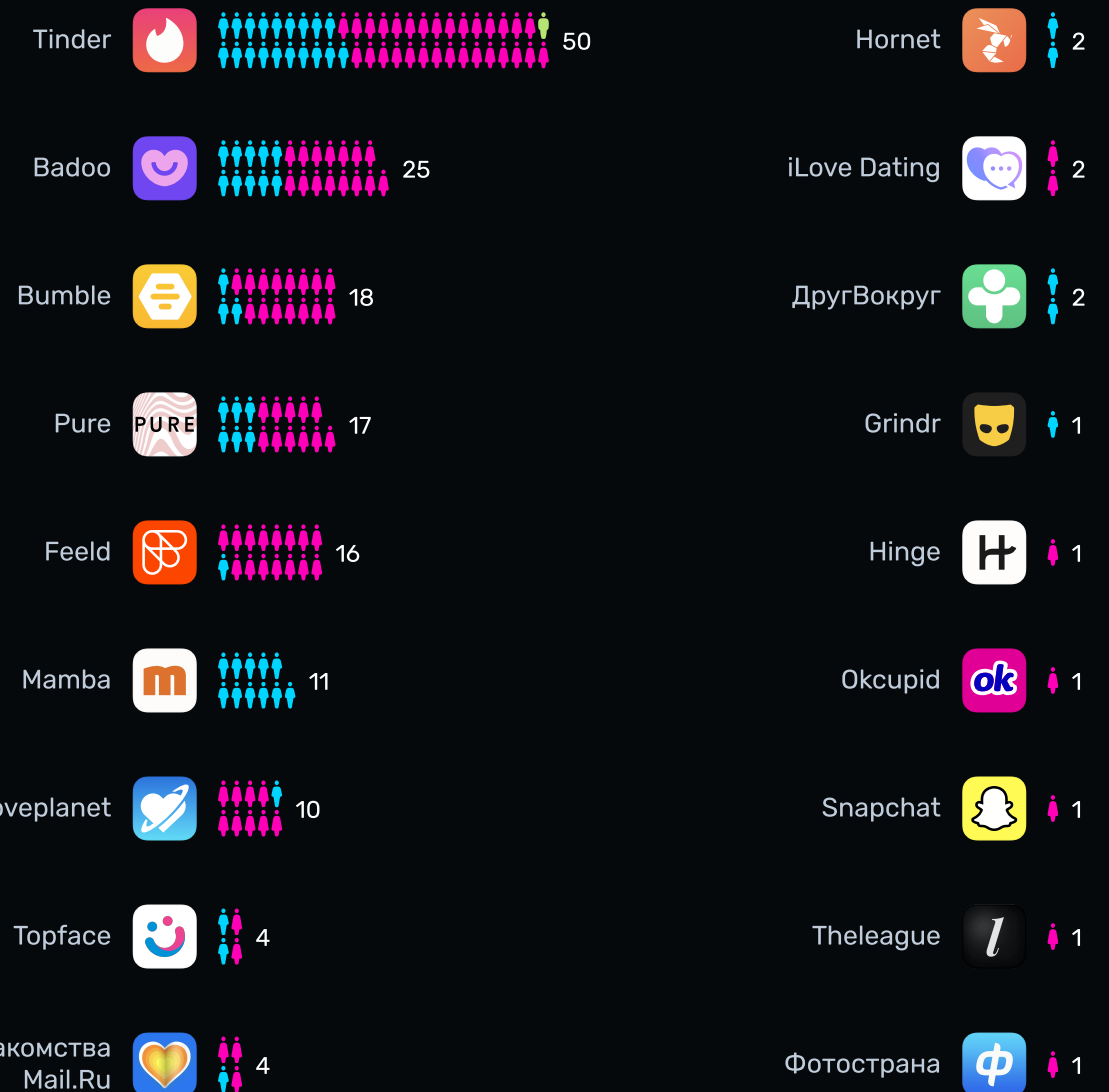 Tinder
50
Badoo
25
Bumble
18
Pure
PURE
17
Feeld
16
Mamba
m
11
oveplanet
10
Topface
4
акомства
Mail.Ru
4
Hornet
2
iLove Dating
2
ДругВокруг
2
Grindr
1
Hinge
H
1
Okcupid
ok
1
Snapchat
1
Theleague
l
1
Фотострана
ф
1